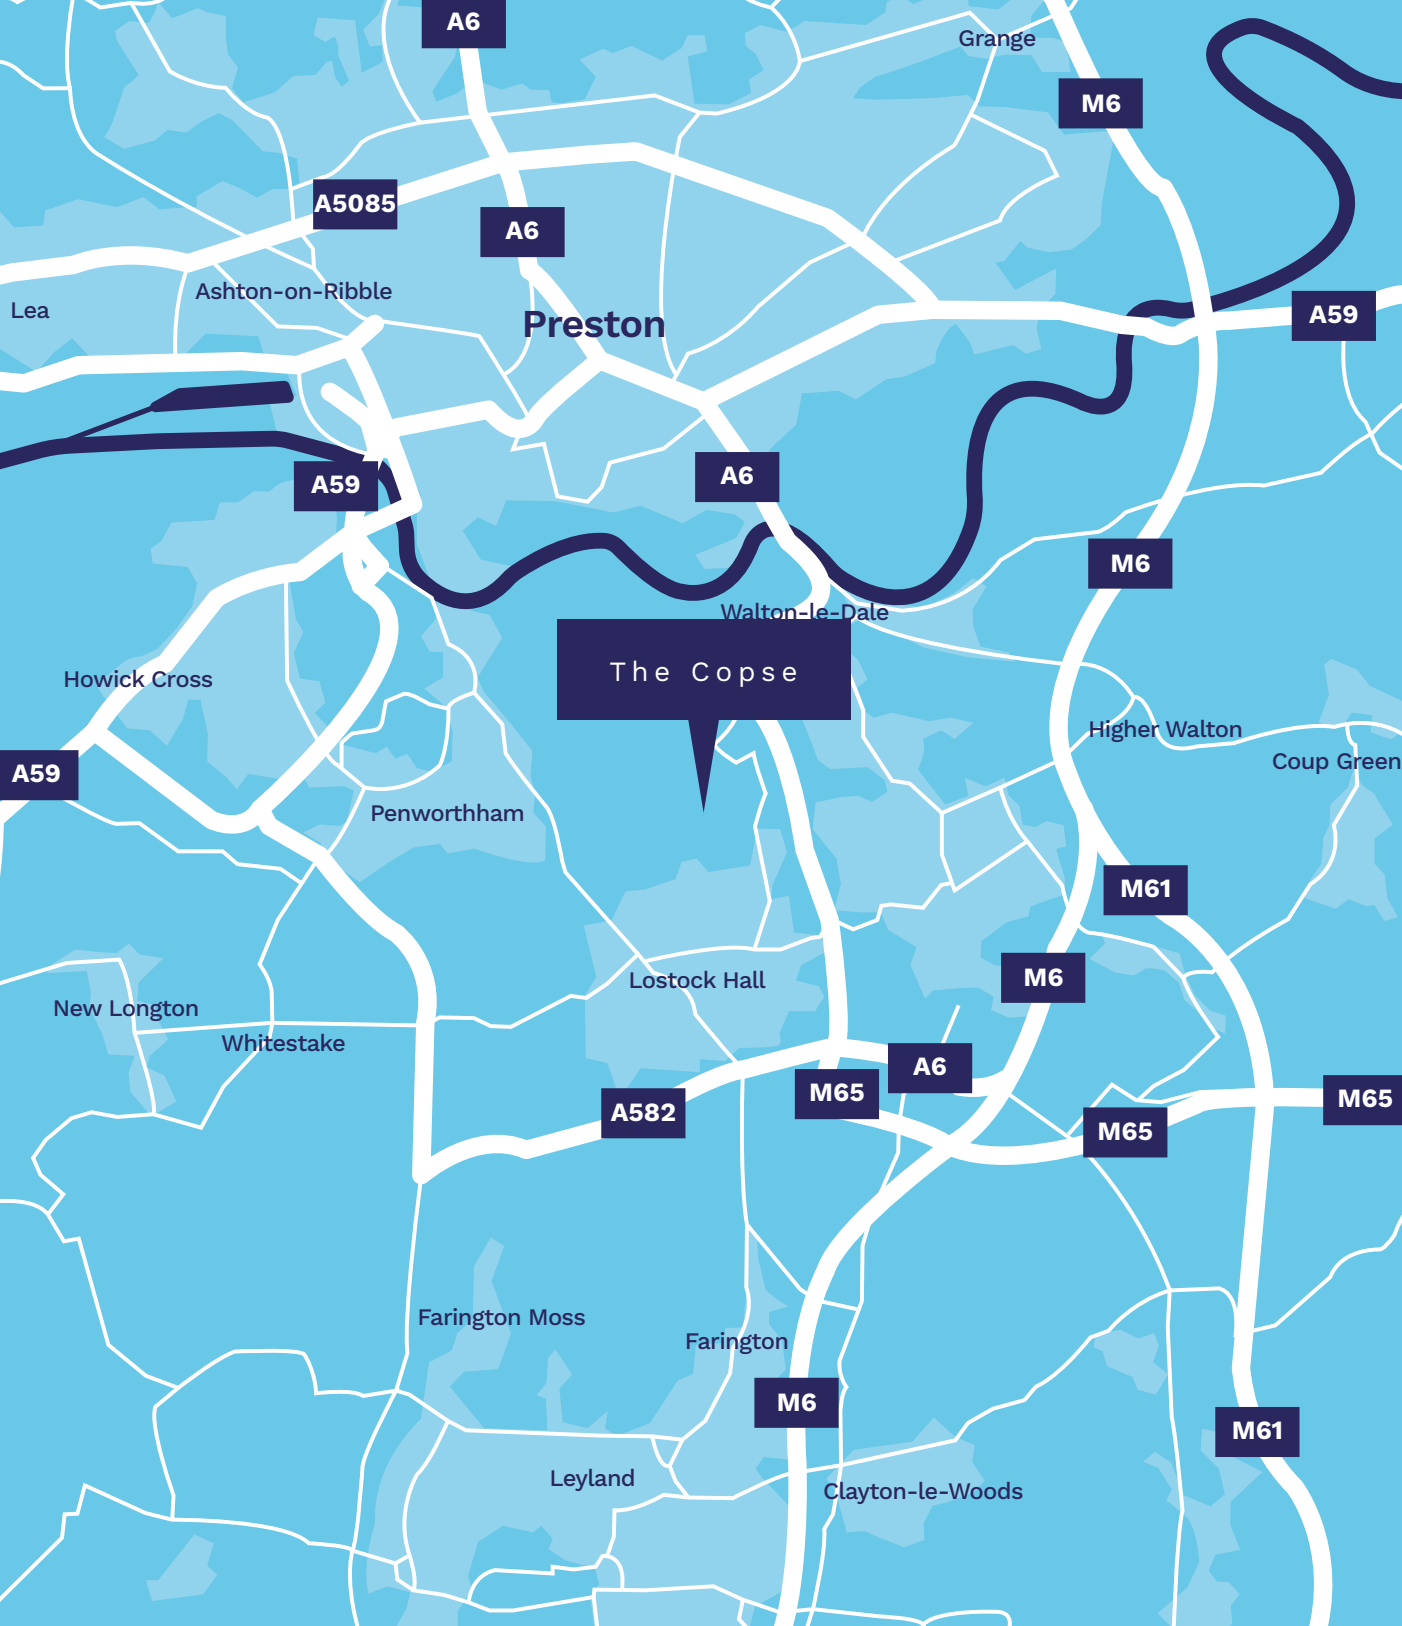 A6
Grange
M6
A5085
A6
Ashton-on-Ribble
Lea
Preston
A59
A6
A59
M6
Walton-le-Dale
The Copse
Howick Cross
Higher Walton
Coup Green
A59
Penworthham
M61
Lostock Hall
M6
New Longton
Whitestake
A6
M65
M65
A582
M65
Farington Moss
Farington
M6
M61
Leyland
Clayton-le-Woods